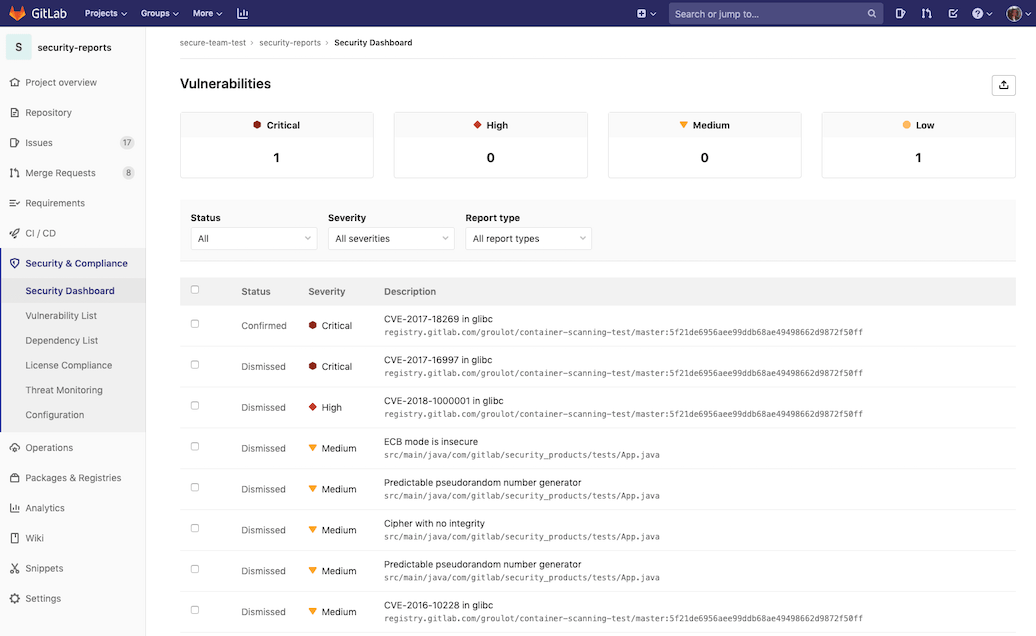 GitLab Projects Groups More Search or jump to...
S security-reports
Project overview
Repository
Issues 17
Merge Requests 8
Requirements
CI / CD
Security & Compliance
Security Dashboard
Vulnerability List
Dependency List
License Compliance
Threat Monitoring
Configuration
Operations
Packages & Registries
Analytics
Wiki
Snippets
Settings
secure-team-test › security-reports › Security Dashboard
Vulnerabilities
Critical High Medium Low
1 0 0 1
Status Severity Report type
All All severities All report types
Status Severity Description
Confirmed Critical CVE-2017-18269 in glibc
registry.gitlab.com/groulot/container-scanning-test/master:5f21de6956aee99ddb68ae49498662d9872f50ff
Dismissed Critical CVE-2017-16997 in glibc
registry.gitlab.com/groulot/container-scanning-test/master:5f21de6956aee99ddb68ae49498662d9872f50ff
Dismissed High CVE-2018-1000001 in glibc
registry.gitlab.com/groulot/container-scanning-test/master:5f21de6956aee99ddb68ae49498662d9872f50ff
Dismissed Medium ECB mode is insecure
src/main/java/com/gitlab/security_products/tests/App.java
Dismissed Medium Predictable pseudorandom number generator
src/main/java/com/gitlab/security_products/tests/App.java
Dismissed Medium Cipher with no integrity
src/main/java/com/gitlab/security_products/tests/App.java
Dismissed Medium Predictable pseudorandom number generator
src/main/java/com/gitlab/security_products/tests/App.java
Dismissed Medium CVE-2016-10228 in glibc
registry.gitlab.com/groulot/container-scanning-test/master:5f21de6956aee99ddb68ae49498662d9872f50ff